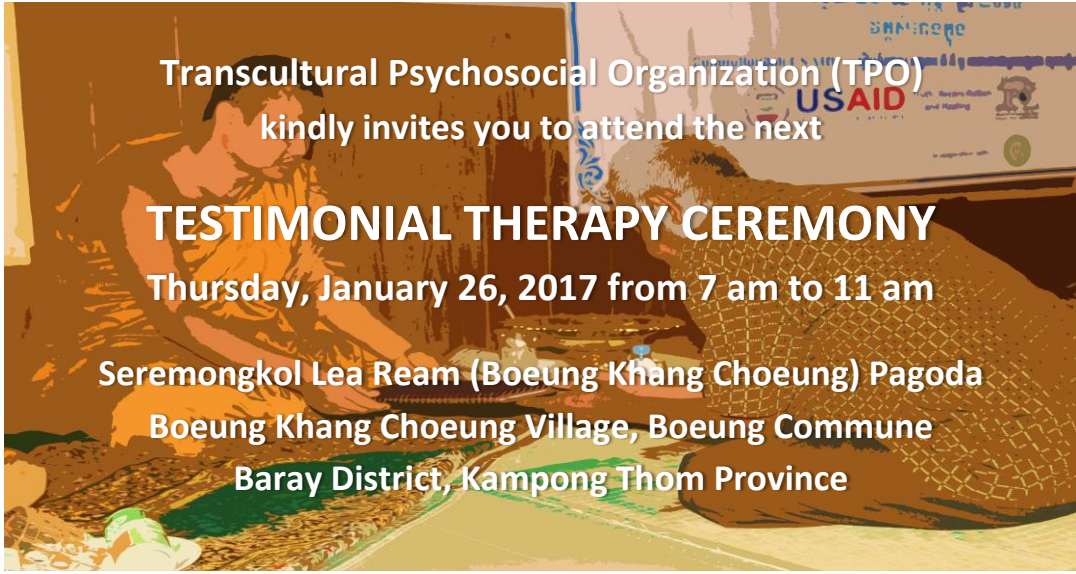 Transcultural Psychosocial Organization (TPO)
kindly invites you to attend the next
TESTIMONIAL THERAPY CEREMONY
Thursday, January 26, 2017 from 7 am to 11 am
Seremongkol Lea Ream (Boeung Khang Choeung) Pagoda
Boeung Khang Choeung Village, Boeung Commune
Baray District, Kampong Thom Province
USAID
and Healing